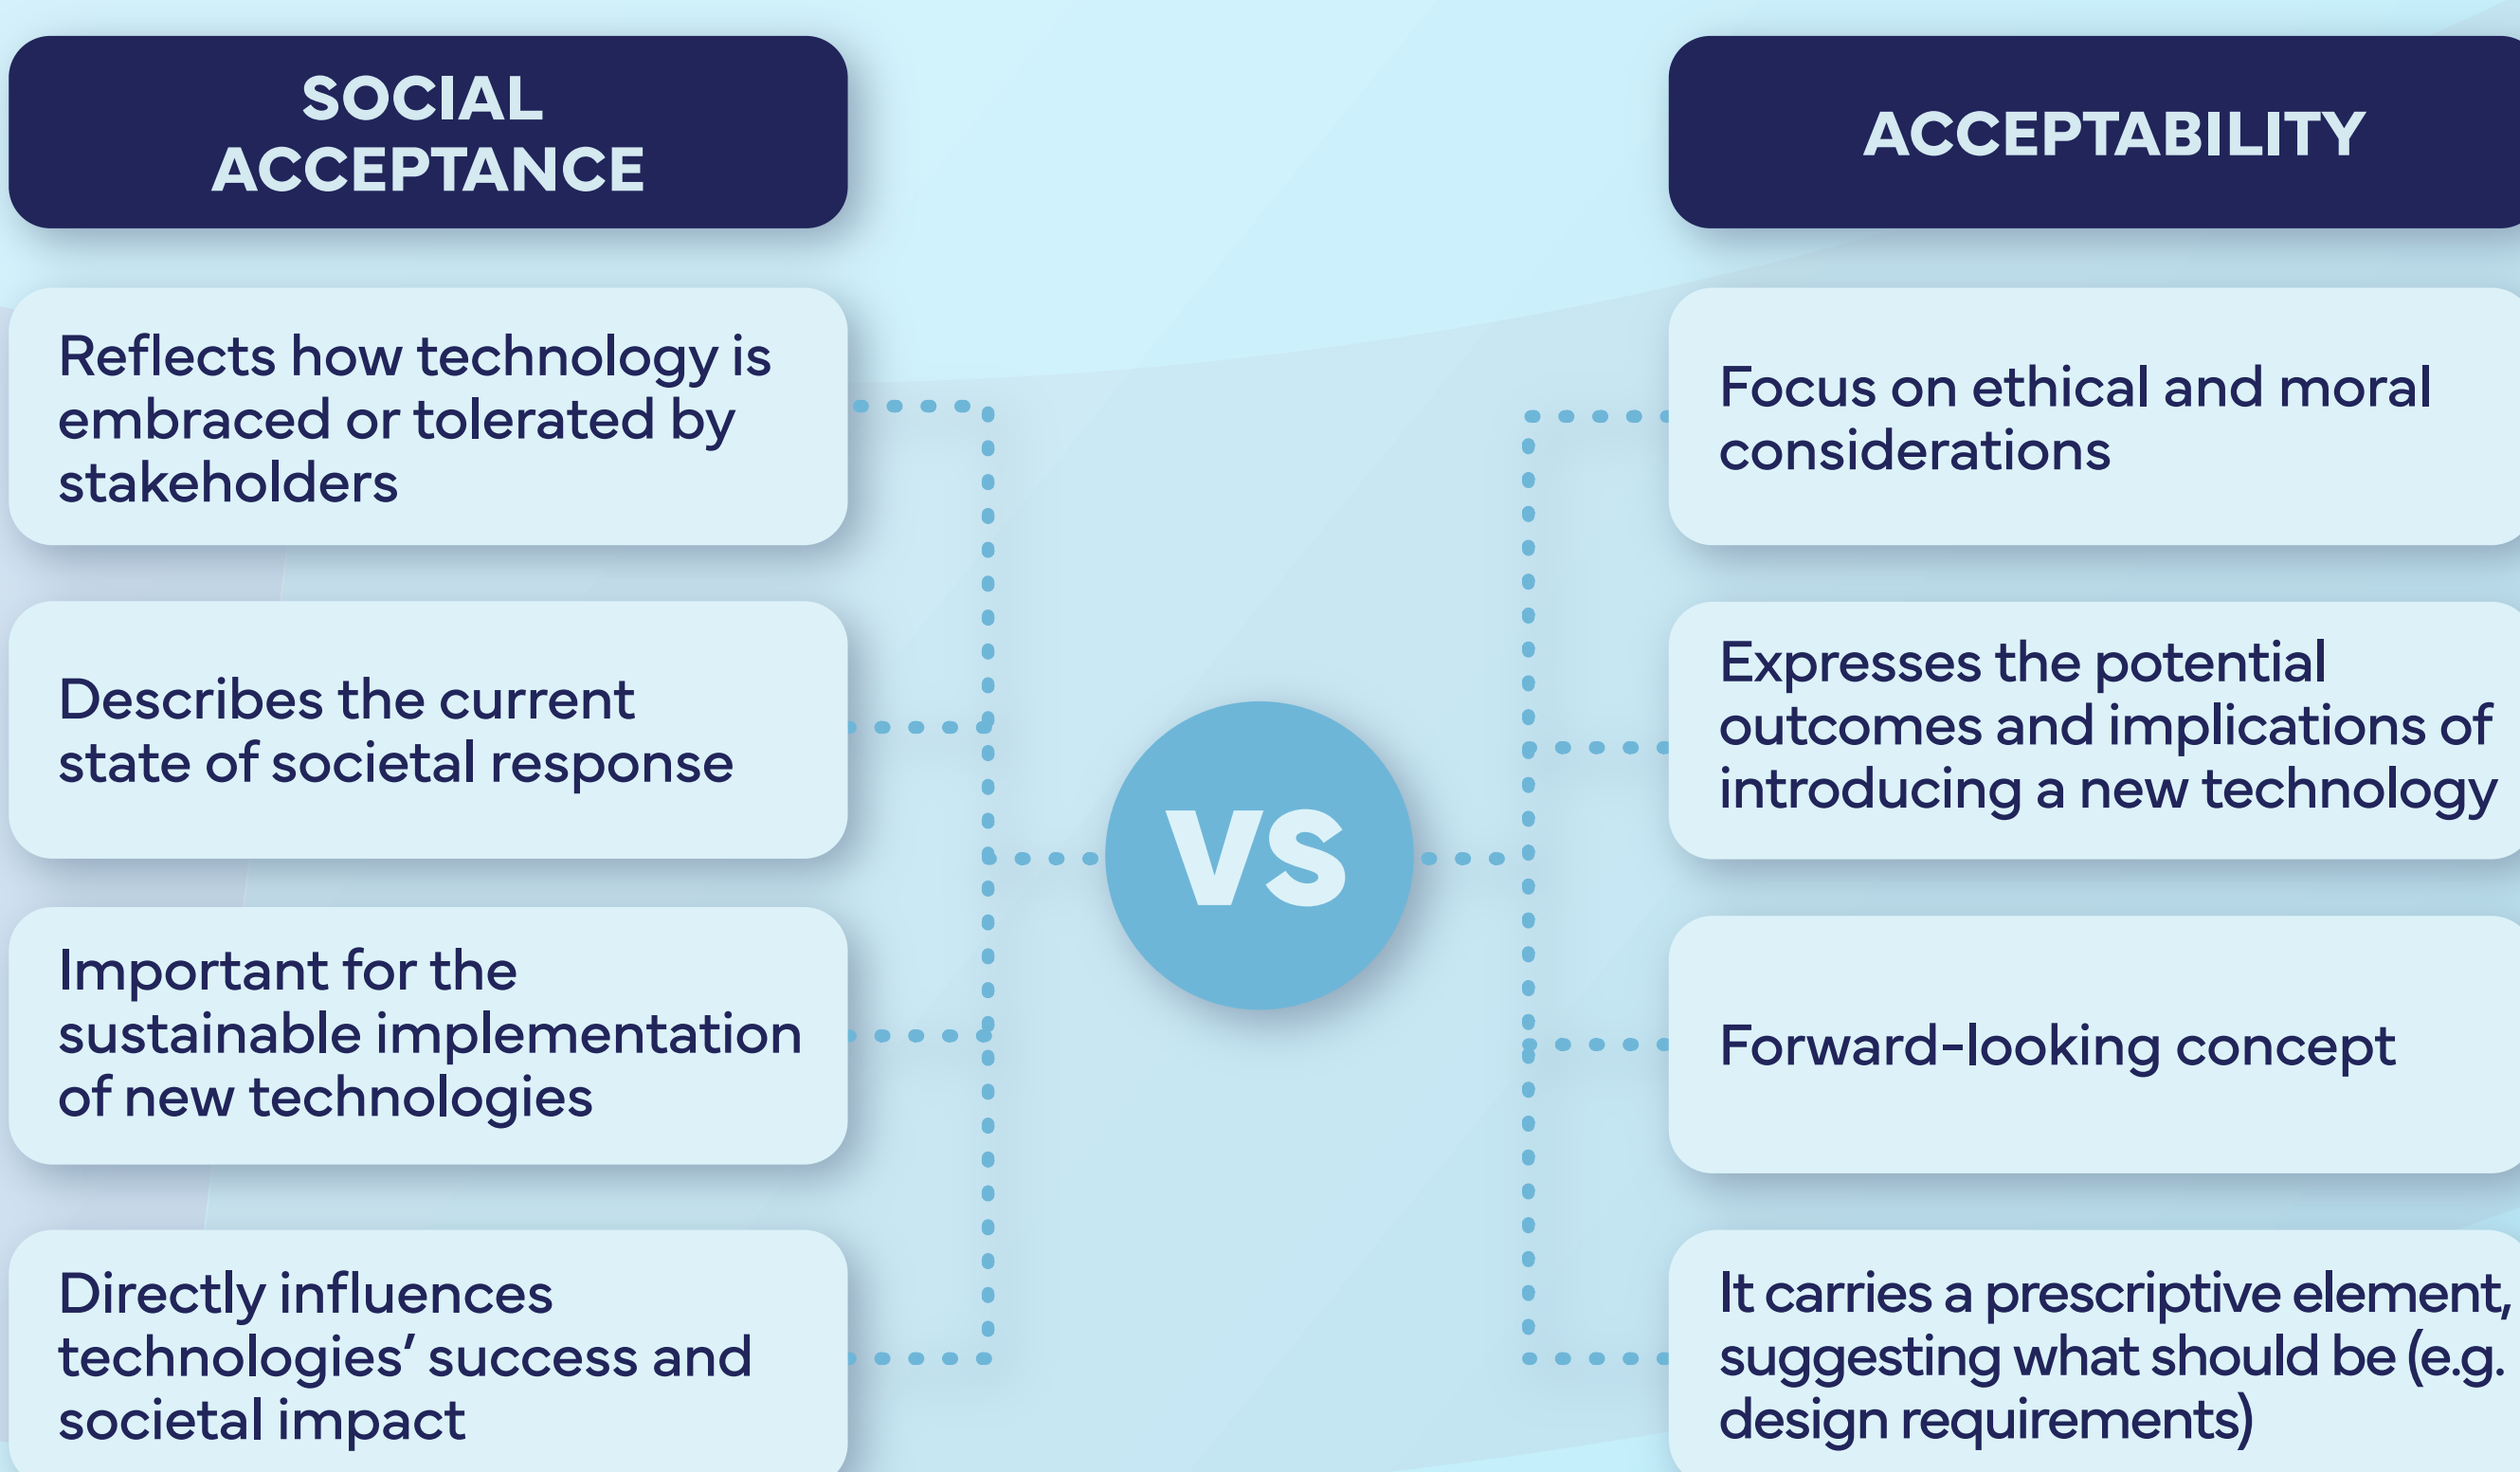 SOCIAL
ACCEPTANCE
Reflects how technology is
embraced or tolerated by
stakeholders
Describes the current
state of societal response
Important for the
sustainable implementation
of new technologies
Directly influences
technologies’ success and
societal impact
VS
ACCEPTABILITY
Focus on ethical and moral
considerations
Expresses the potential
outcomes and implications of
introducing a new technology
Forward-looking concept
It carries a prescriptive element,
suggesting what should be (e.g.
design requirements)